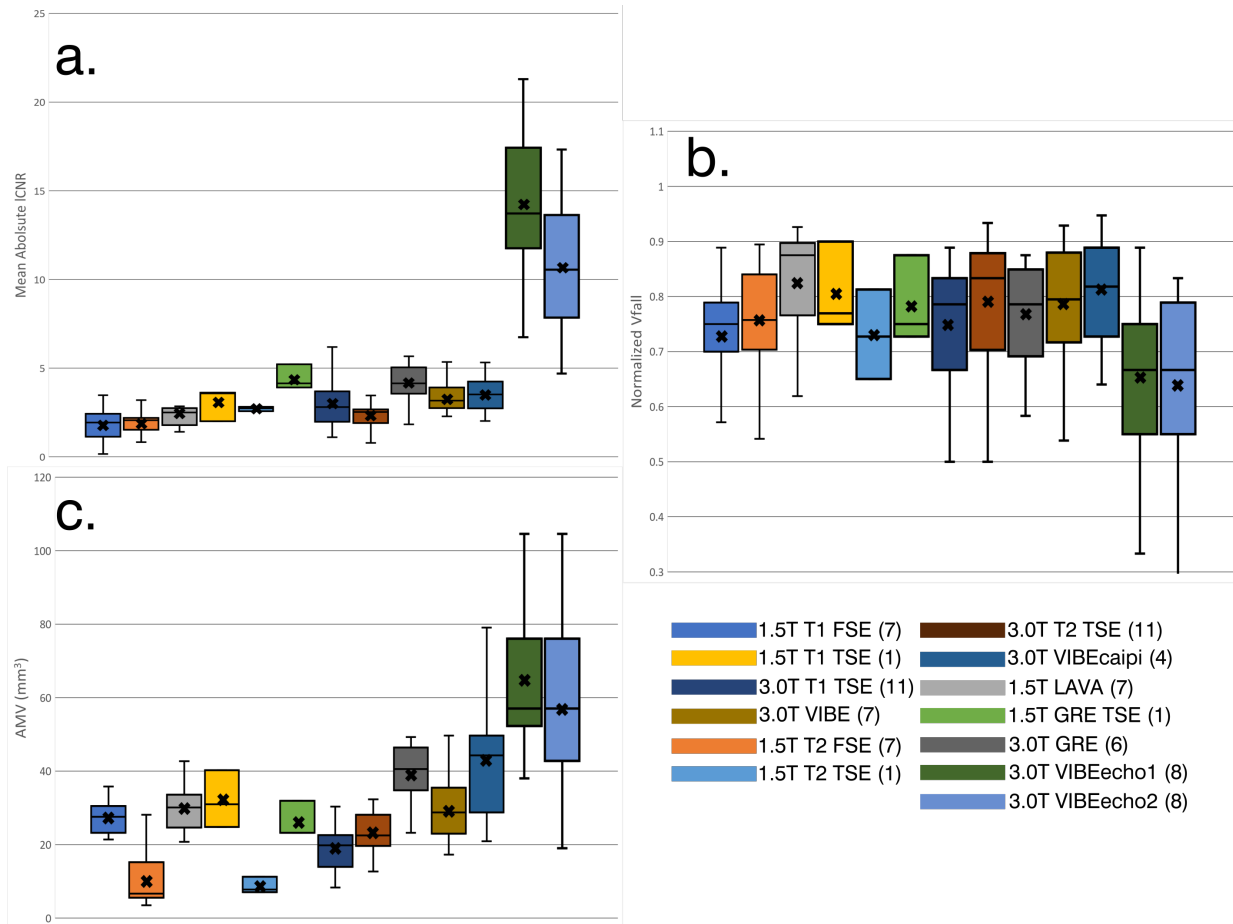 a.
25
20
15
10
5
0
Mean Abolsute lCNR
b.
1.1
1
0.9
0.8
0.7
0.6
0.5
0.4
0.3
Normalized Vfall
c.
120
100
80
60
40
20
0
AMV (mm³)
1.5T T1 FSE (7)
1.5T T1 TSE (1)
3.0T T1 TSE (11)
3.0T VIBE (7)
1.5T T2 FSE (7)
1.5T T2 TSE (1)
3.0T T2 TSE (11)
3.0T VIBEcaipi (4)
1.5T LAVA (7)
1.5T GRE TSE (1)
3.0T GRE (6)
3.0T VIBEecho1 (8)
3.0T VIBEecho2 (8)